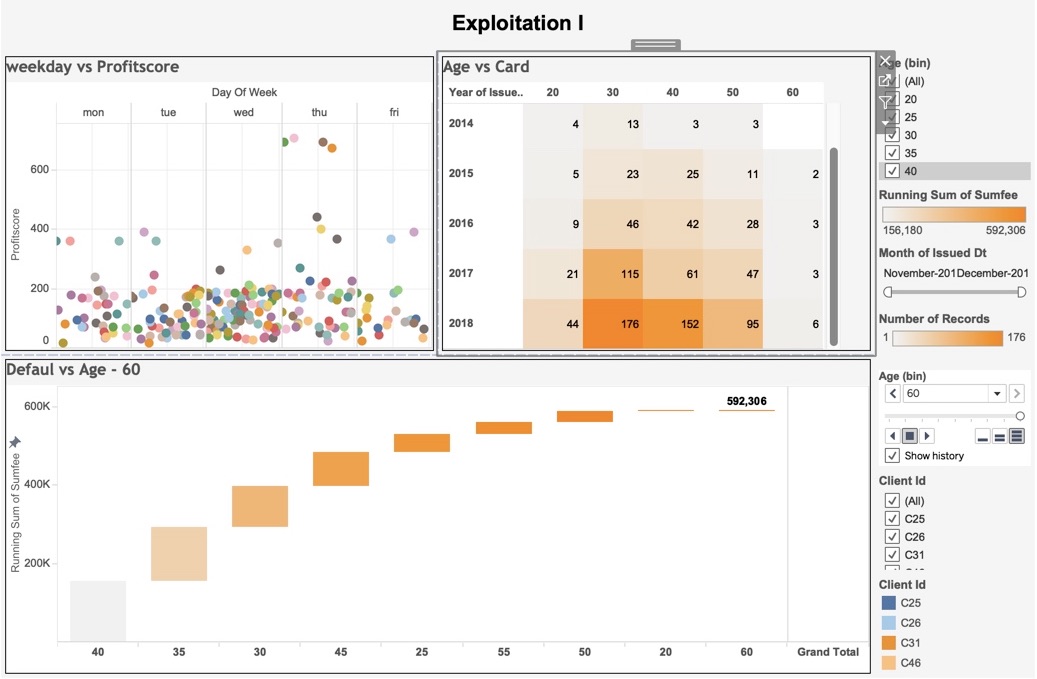 Exploitation I
weekday vs Profitscore
Day Of Week
mon tue wed thu fri
Profitscore
600
400
200
0
Age vs Card
Year of Issue.. 20 30 40 50 60
2014 4 13 3 3
2015 5 23 25 11 2
2016 9 46 42 28 3
2017 21 115 61 47 3
2018 44 176 152 95 6
Defaul vs Age - 60
Running Sum of Sumfee
600K
400K
200K
592,306
40 35 30 45 25 55 50 20 60 Grand Total
(bin)
(All)
20
25
30
35
40
Running Sum of Sumfee
156,180 592,306
Month of Issued Dt
November-201December-201
Number of Records
1 176
Age (bin)
60
Show history
Client Id
(All)
C25
C26
C31
Client Id
C25
C26
C31
C46